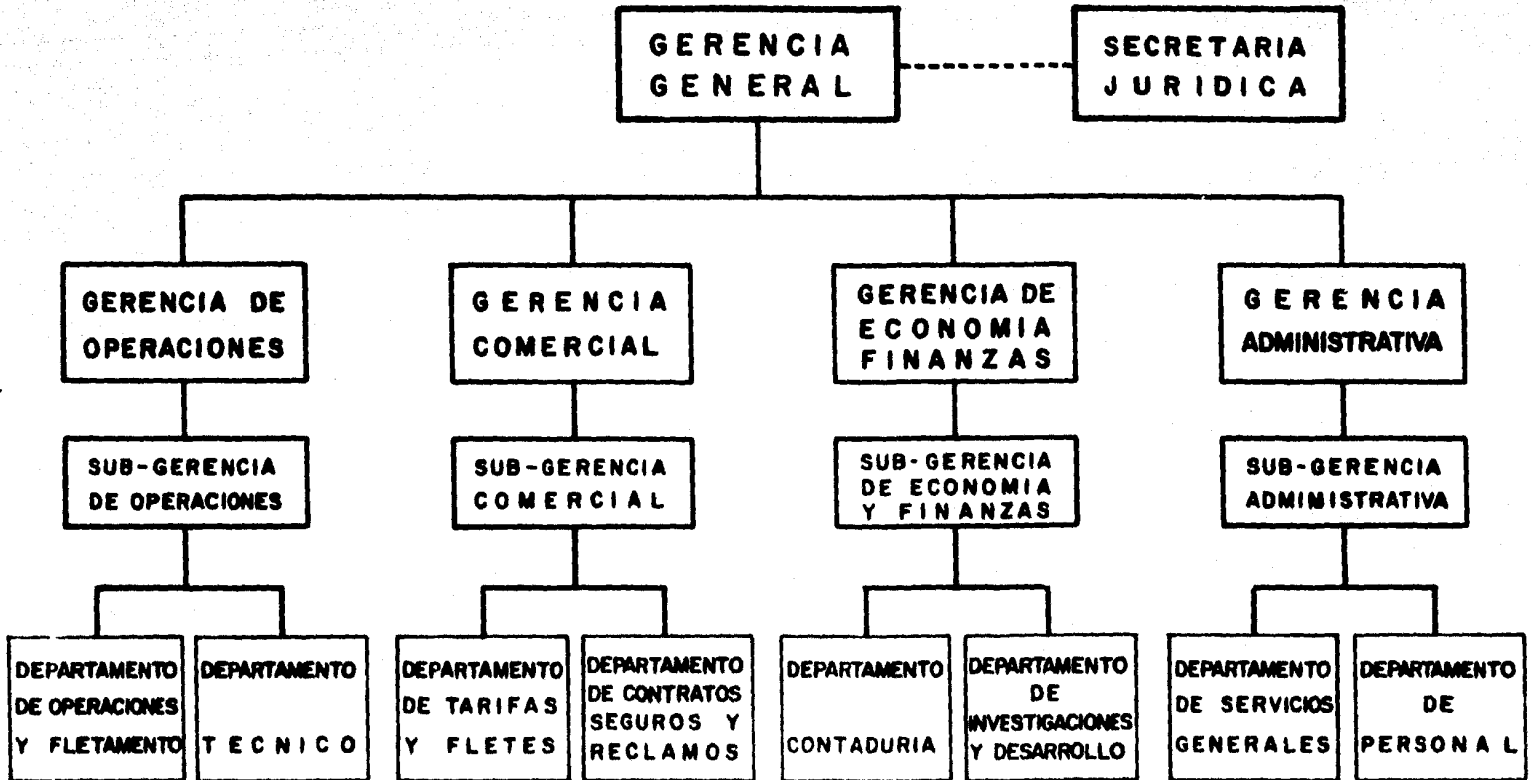 GERENCIA
GENERAL
SECRETARIA
JURIDICA
GERENCIA DE
OPERACIONES
GERENCIA
COMERCIAL
GERENCIA DE
ECONOMIA
FINANZAS
GERENCIA
ADMINISTRATIVA
SUB-GERENCIA
DE OPERACIONES
SUB-GERENCIA
COMERCIAL
SUB-GERENCIA
DE ECONOMIA
Y FINANZAS
SUB-GERENCIA
ADMINISTRATIVA
DEPARTAMENTO
DE OPERACIONES
Y FLETAMENTO
DEPARTAMENTO
TECNICO
DEPARTAMENTO
DE TARIFAS
Y FLETES
DEPARTAMENTO
DE CONTRATOS
SEGUROS Y
RECLAMOS
DEPARTAMENTO
CONTADURIA
DEPARTAMENTO
DE
INVESTIGACIONES
Y DESARROLLO
DEPARTAMENTO
DE SERVICIOS
GENERALES
DEPARTAMENTO
DE
PERSONAL